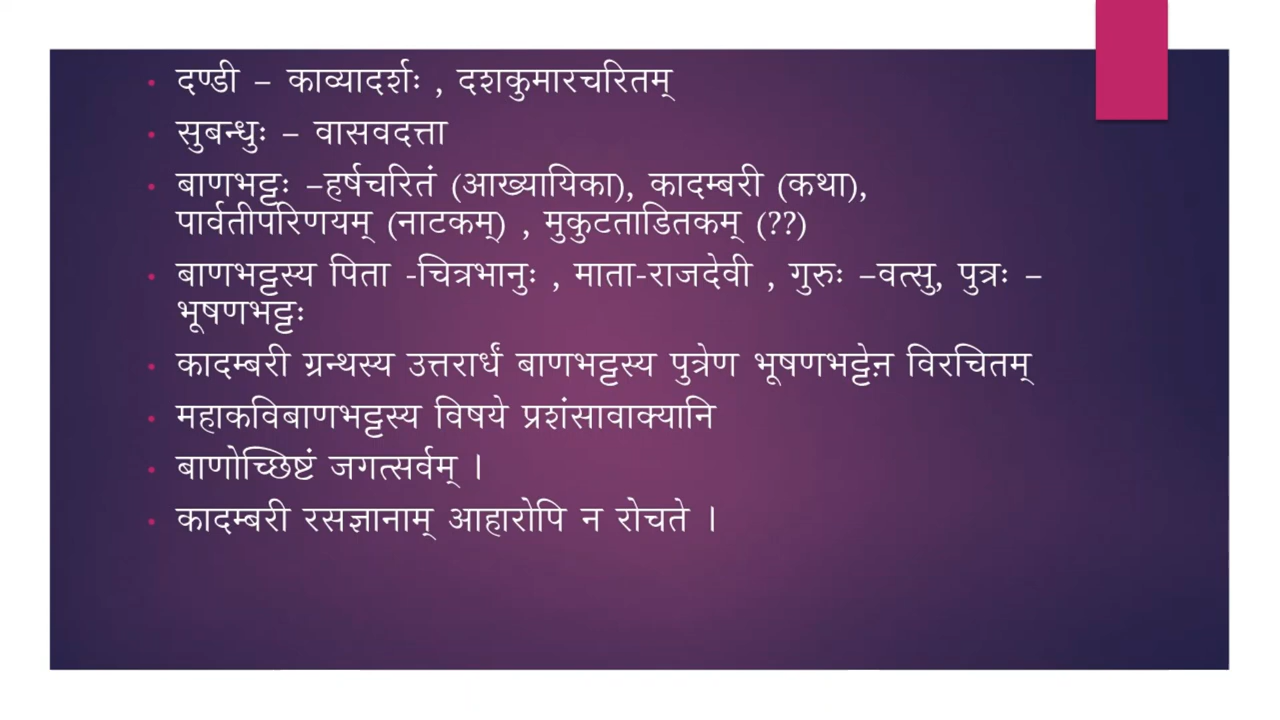 • दण्डी – काव्यादर्शः , दशकुमारचरितम्
• सुबन्धुः – वासवदत्ता
• बाणभट्टः –हर्षचरितं (आख्यायिका), कादम्बरी (कथा),
पार्वतीपरिणयम् (नाटकम्) , मुकुटताडितकम् (??)
• बाणभट्टस्य पिता -चित्रभानुः , माता-राजदेवी , गुरुः –वत्सु, पुत्रः –
भूषणभट्टः
• कादम्बरी ग्रन्थस्य उत्तरार्धं बाणभट्टस्य पुत्रेण भूषणभट्टेन विरचितम्
• महाकविबाणभट्टस्य विषये प्रशंसावाक्यानि
• बाणोच्छिष्टं जगत्सर्वम् ।
• कादम्बरी रसज्ञानाम् आहारोपि न रोचते ।